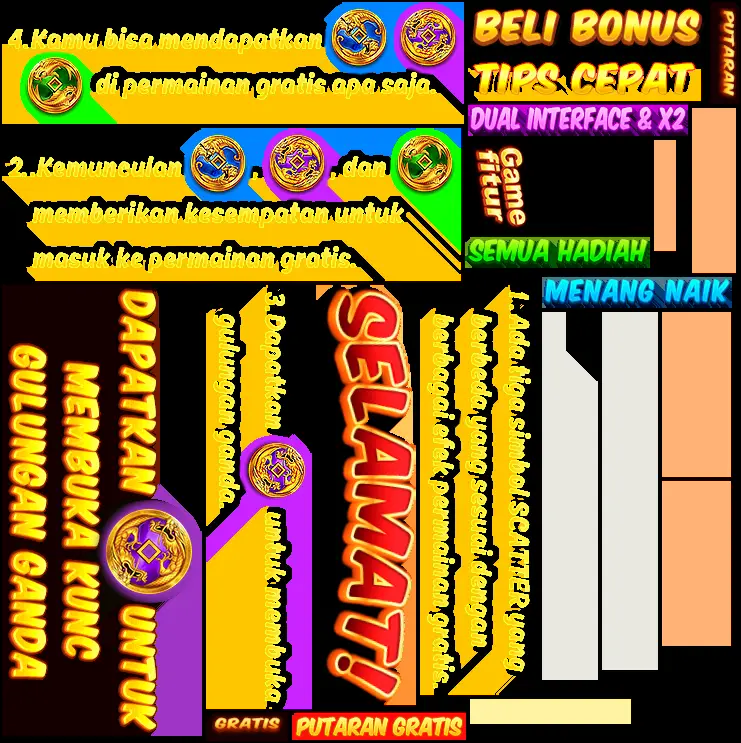 4. Kamu bisa mendapatkan
di permainan gratis apa saja.
BELI BONUS
TIPS CEPAT
PUTARAN
DUAL INTERFACE & X2
2. Kemunculan , , dan
memberikan kesempatan untuk
masuk ke permainan gratis.
Game
fitur
SEMUA HADIAH
MENANG NAIK
DAPATKAN UNTUK
MEMBUKA KUNC
GULUNGAN GANDA
3. Dapatkan untuk membuka
gulungan ganda.
SELAMAT!
1. Ada tiga simbol SCATTER yang
berbeda yang sesuai dengan
berbagai efek permainan gratis.
GRATIS
PUTARAN GRATIS